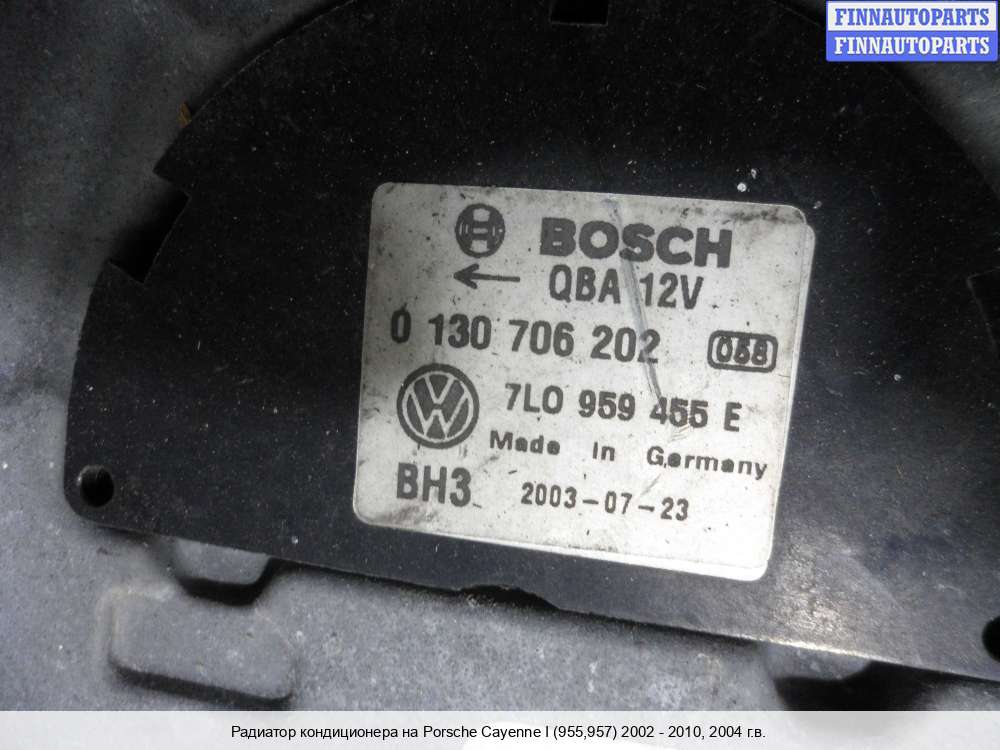 FINNAUTOPARTS
FINNAUTOPARTS
BOSCH
QBA 12V
0 130 706 202 068
7L0 959 455 E
Made in Germany
BH3 2003-07-23
Радиатор кондиционера на Porsche Cayenne I (955,957) 2002 - 2010, 2004 г.в.